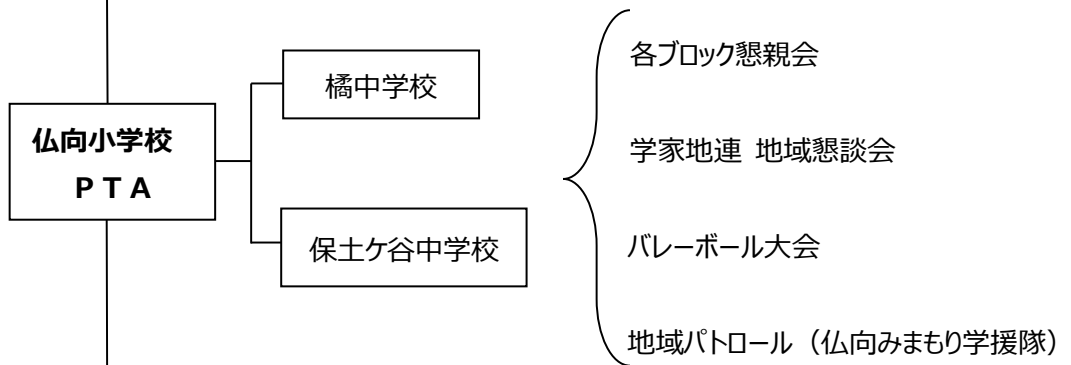 仏向小学校
ＰＴＡ
橘中学校
保土ケ谷中学校
各ブロック懇親会
学家地連 地域懇談会
バレーボール大会
地域パトロール（仏向みまもり学援隊）